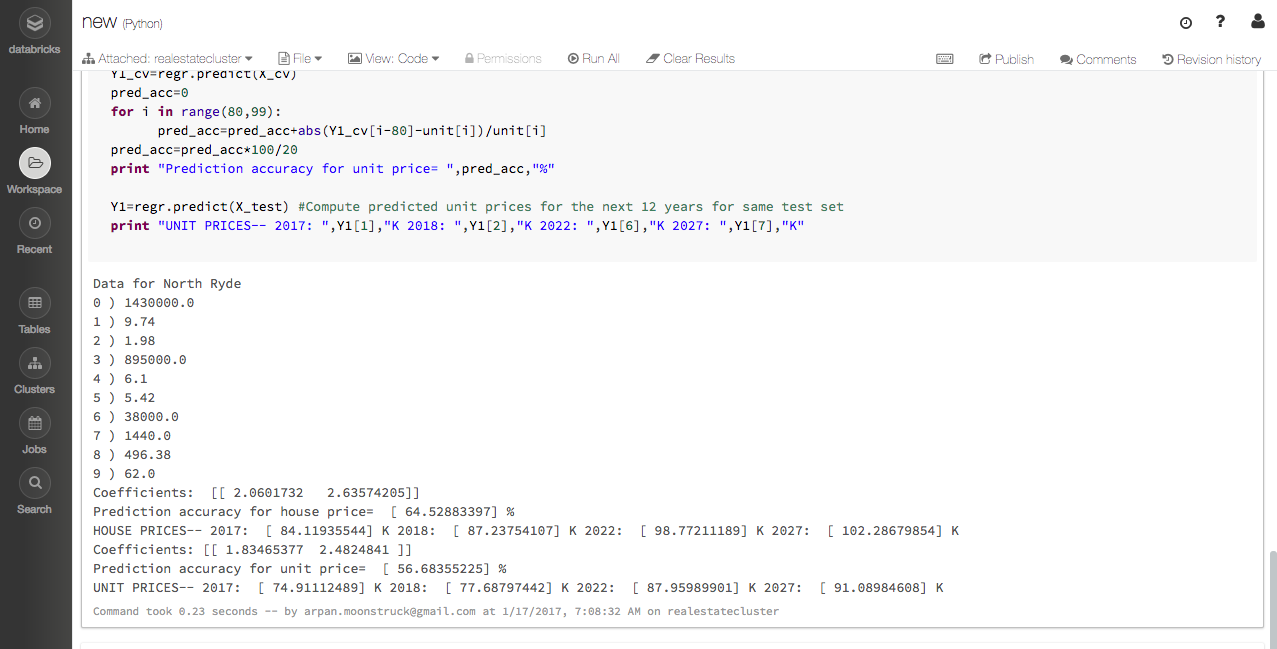 databricks
Home
Workspace
Recent
Tables
Clusters
Jobs
Search
new (Python)
?
Attached: realestatecluster File View: Code Permissions Run All Clear Results Publish Comments Revision history
Y1_cv=regr.predict(X_cv)
pred_acc=0
for i in range(80,99):
      pred_acc=pred_acc+abs(Y1_cv[i-80]-unit[i])/unit[i]
pred_acc=pred_acc*100/20
print "Prediction accuracy for unit price= ",pred_acc,"%"
Y1=regr.predict(X_test) #Compute predicted unit prices for the next 12 years for same test set
print "UNIT PRICES-- 2017: ",Y1[1],"K 2018: ",Y1[2],"K 2022: ",Y1[6],"K 2027: ",Y1[7],"K"
Data for North Ryde
0 ) 1430000.0
1 ) 9.74
2 ) 1.98
3 ) 895000.0
4 ) 6.1
5 ) 5.42
6 ) 38000.0
7 ) 1440.0
8 ) 496.38
9 ) 62.0
Coefficients:  [[ 2.0601732   2.63574205]]
Prediction accuracy for house price=  [ 64.52883397] %
HOUSE PRICES-- 2017:  [ 84.11935544] K 2018:  [ 87.23754107] K 2022:  [ 98.77211189] K 2027:  [ 102.28679854] K
Coefficients: [[ 1.83465377  2.4824841 ]]
Prediction accuracy for unit price=  [ 56.68355225] %
UNIT PRICES-- 2017:  [ 74.91112489] K 2018:  [ 77.68797442] K 2022:  [ 87.95989901] K 2027:  [ 91.08984608] K
Command took 0.23 seconds -- by arpan.moonstruck@gmail.com at 1/17/2017, 7:08:32 AM on realestatecluster